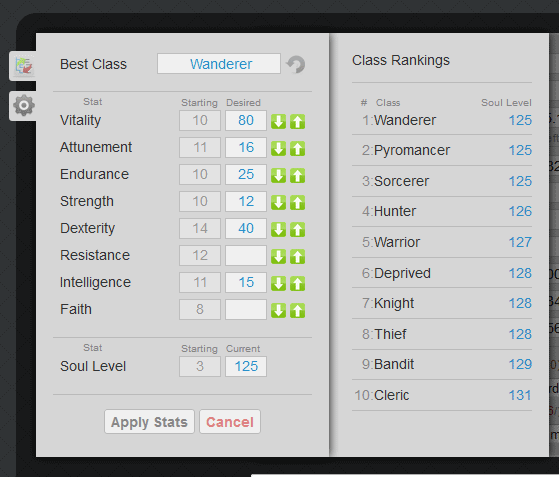 Best Class Wanderer
Stat Starting Desired
Vitality 10 80
Attunement 11 16
Endurance 10 25
Strength 10 12
Dexterity 14 40
Resistance 12
Intelligence 11 15
Faith 8
Stat Starting Current
Soul Level 3 125
Apply Stats Cancel
Class Rankings
# Class Soul Level
1:Wanderer 125
2:Pyromancer 125
3:Sorcerer 125
4:Hunter 126
5:Warrior 127
6:Deprived 128
7:Knight 128
8:Thief 128
9:Bandit 129
10:Cleric 131